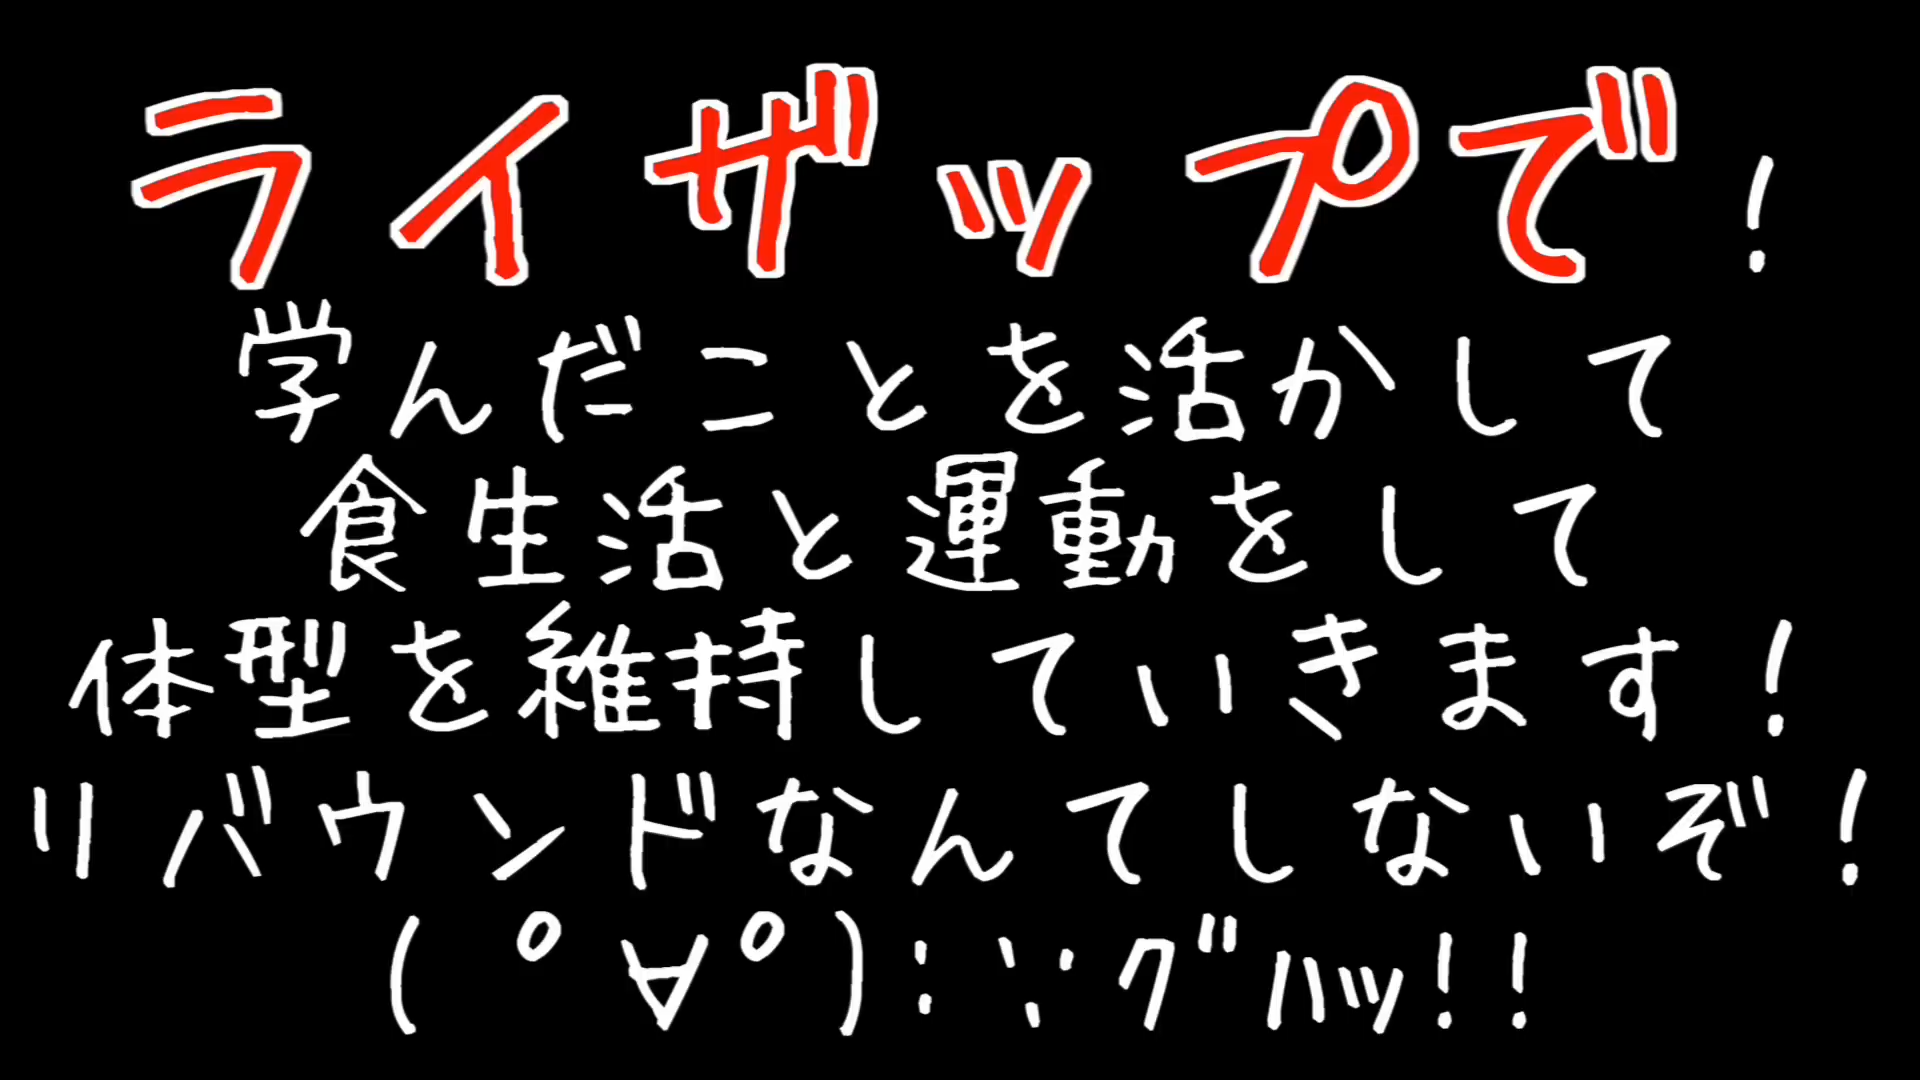 ライザップで!
学んだことを活かして
食生活と運動をして
体型を維持していきます!
リバウンドなんてしないぞ!
( ﾟ∀ﾟ):∵ｸﾞﾊｯ!!